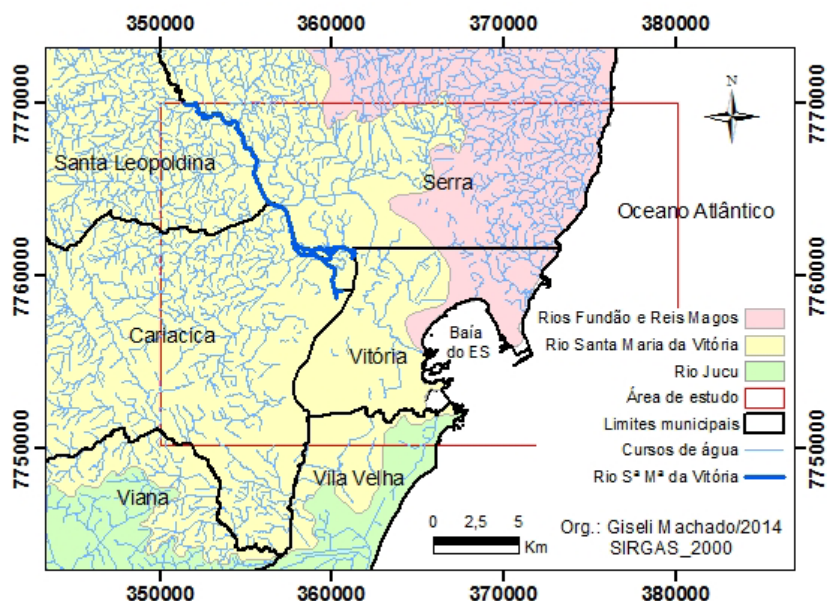 350000 360000 370000 380000
7770000 7770000
N
Santa Leopoldina
Serra
Oceano Atlântico
7760000 7760000
Cariacica
Vitória
Baía
do ES
Rios Fundão e Reis Magos
Rio Santa Maria da Vitória
Rio Jucu
Área de estudo
Limites municipais
Cursos de água
Rio Sª Mª da Vitória
7750000 7750000
Viana
Vila Velha
0 2,5 5
Km
Org.: Giseli Machado/2014
SIRGAS_2000
350000 360000 370000 380000